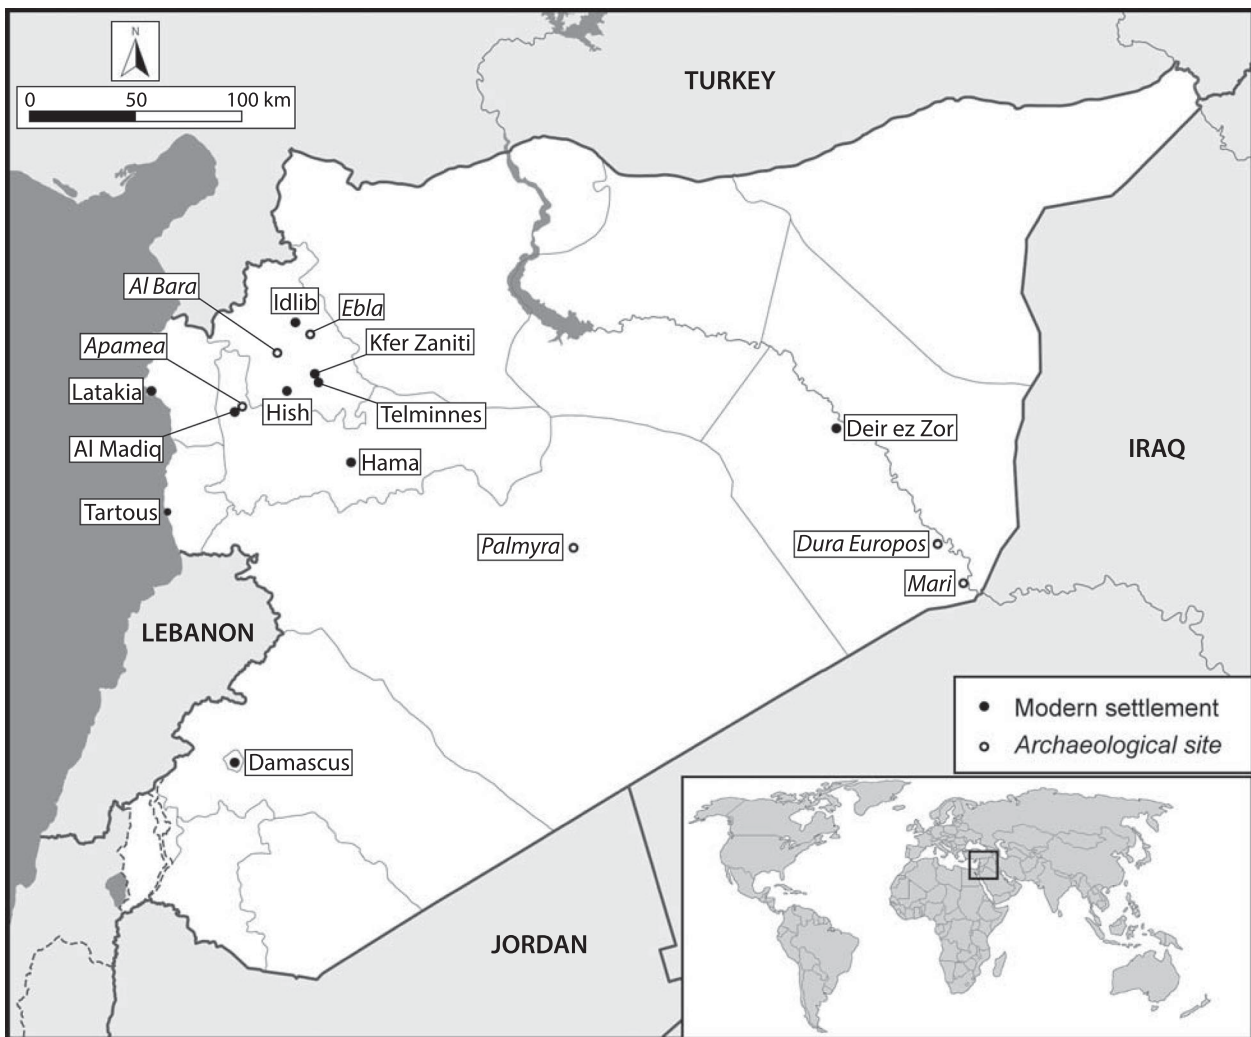 N
0 50 100 km
TURKEY
Al Bara
Idlib
Ebla
Kfer Zaniti
Apamea
Latakia
Hish
Telminnes
Al Madiq
Hama
Deir ez Zor
IRAQ
Tartous
Palmyra
Dura Europos
Mari
LEBANON
Modern settlement
Archaeological site
Damascus
JORDAN